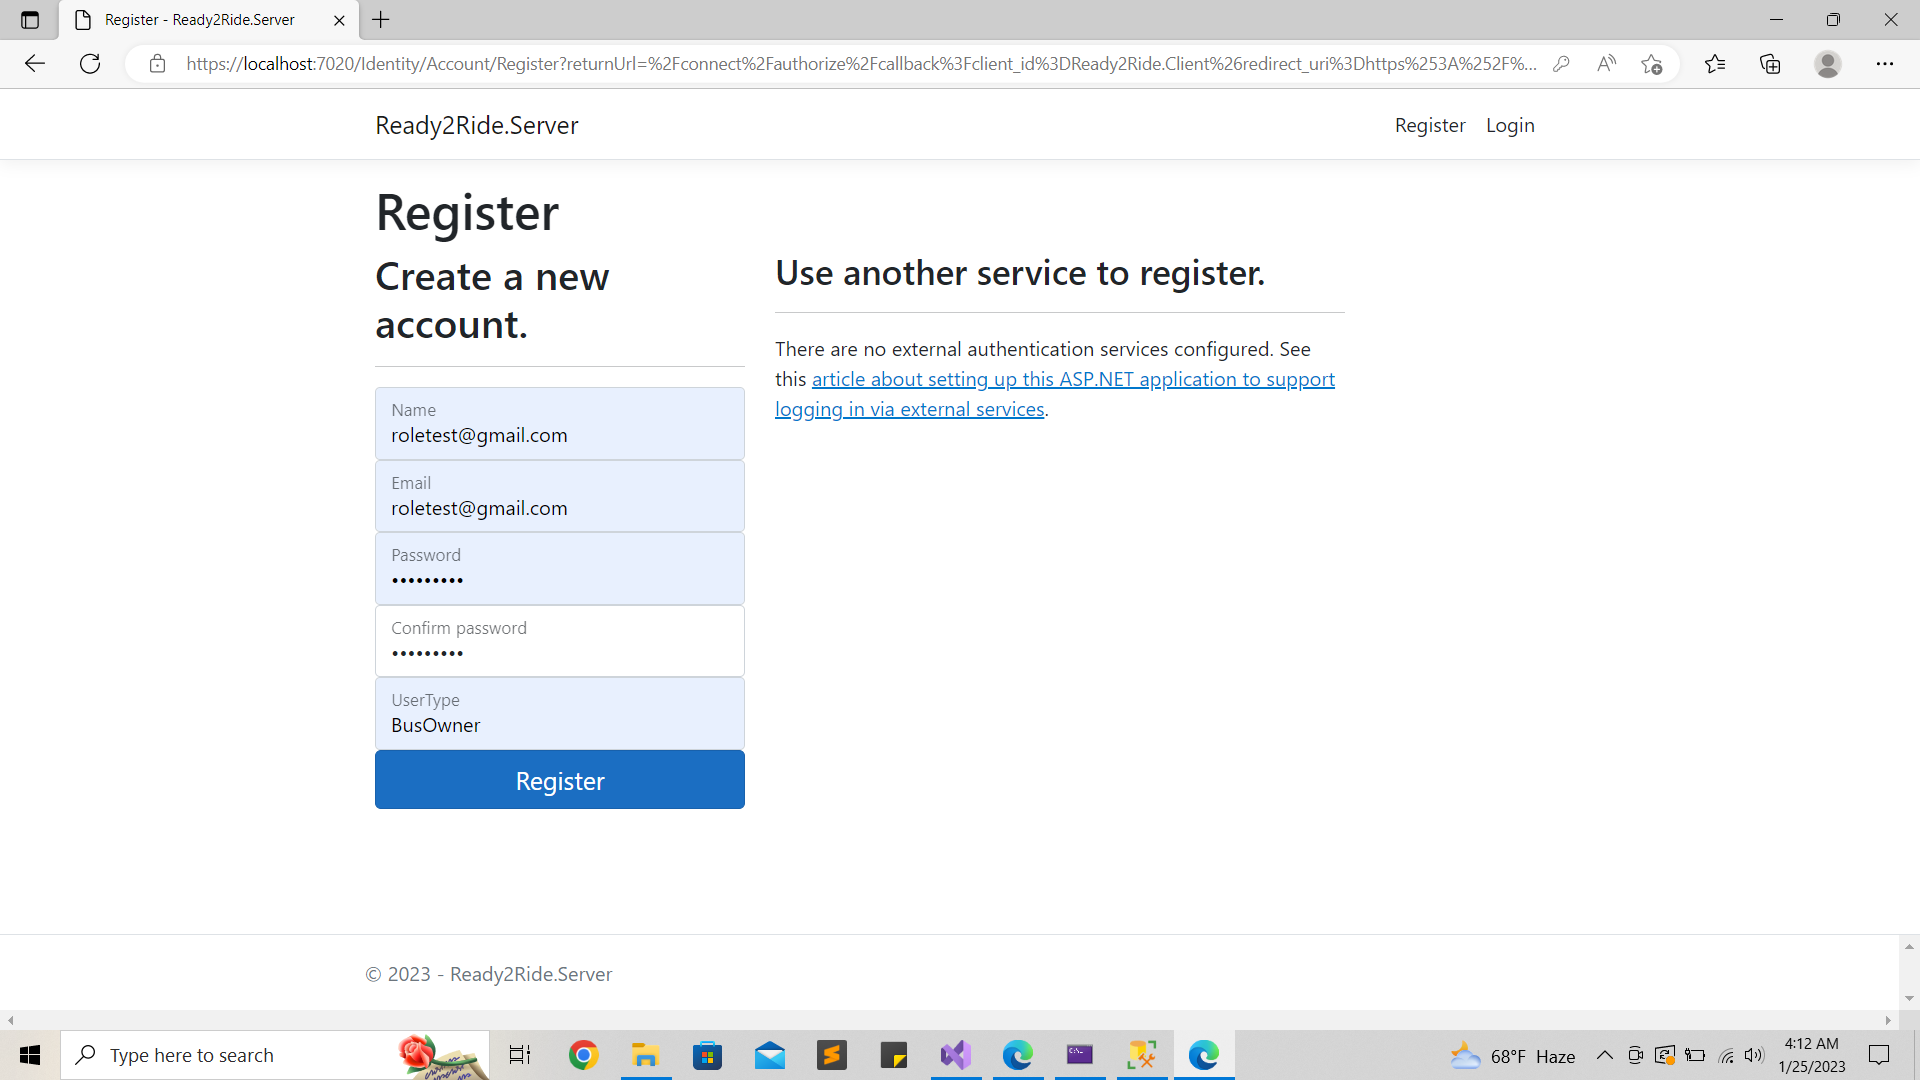 Register - Ready2Ride.Server
https://localhost:7020/Identity/Account/Register?returnUrl=%2Fconnect%2Fauthorize%2Fcallback%3Fclient_id%3DReady2Ride.Client%26redirect_uri%3Dhttps%253A%252F%...
Ready2Ride.Server
Register Login
Register
Create a new
account.
Name
roletest@gmail.com
Email
roletest@gmail.com
Password
•••••••••
Confirm password
•••••••••
UserType
BusOwner
Register
Use another service to register.
There are no external authentication services configured. See
this article about setting up this ASP.NET application to support
logging in via external services.
© 2023 - Ready2Ride.Server
Type here to search
68°F Haze
4:12 AM
1/25/2023